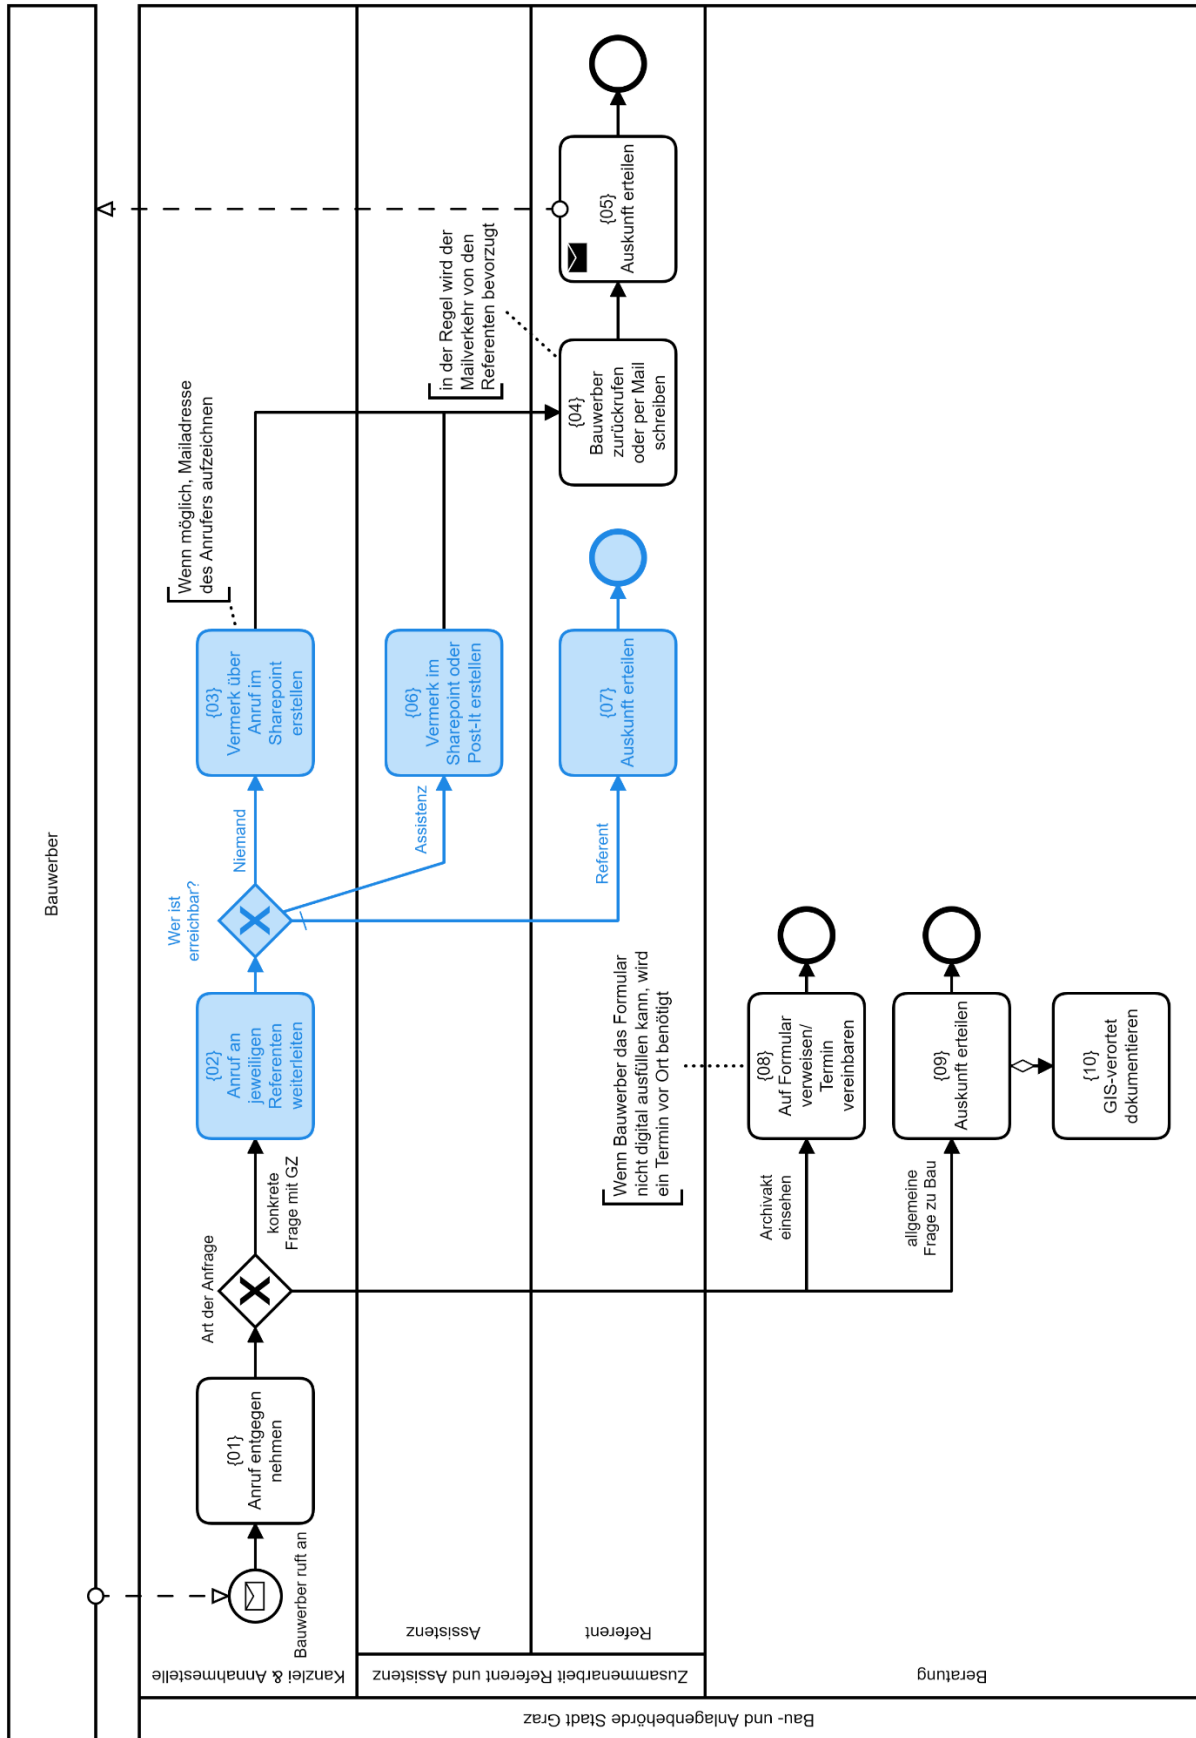 Bauwerber
Bau- und Anlagenbehörde Stadt Graz
Kanzlei & Annahmestelle
Zusammenarbeit Referent und Assistenz
Assistenz
Referent
Beratung
Bauwerber ruft an
{01}
Anruf entgegen
nehmen
Art der Anfrage
konkrete
Frage mit GZ
{02}
Anruf an
jeweiligen
Referenten
weiterleiten
Wer ist
erreichbar?
Niemand
{03}
Vermerk über
Anruf im
Sharepoint
erstellen
Wenn möglich, Mailadresse
des Anrufers aufzeichnen
Assistenz
{06}
Vermerk im
Sharepoint oder
Post-It erstellen
in der Regel wird der
Mailverkehr von den
Referenten bevorzugt
Referent
{07}
Auskunft erteilen
{04}
Bauwerber
zurückrufen
oder per Mail
schreiben
{05}
Auskunft erteilen
Wenn Bauwerber das Formular
nicht digital ausfüllen kann, wird
ein Termin vor Ort benötigt
Archivakt
einsehen
{08}
Auf Formular
verweisen/
Termin
vereinbaren
allgemeine
Frage zu Bau
{09}
Auskunft erteilen
{10}
GIS-verortet
dokumentieren